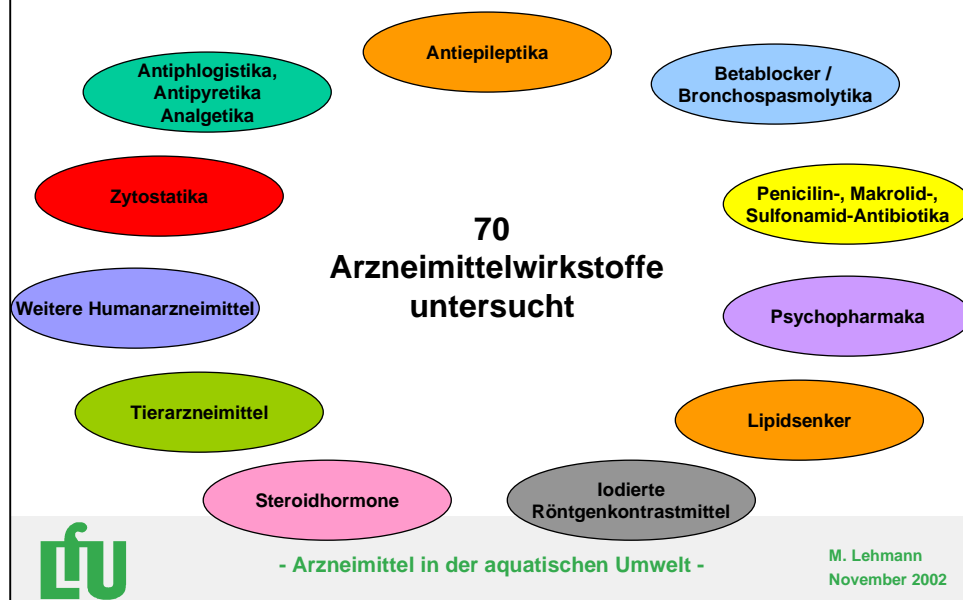 Antiepileptika
Antiphlogistika,
Antipyretika
Analgetika
Betablocker /
Bronchospasmolytika
Zytostatika
Penicilin-, Makrolid-,
Sulfonamid-Antibiotika
70
Arzneimittelwirkstoffe
untersucht
Weitere Humanarzneimittel
Psychopharmaka
Tierarzneimittel
Lipidsenker
Steroidhormone
Iodierte
Röntgenkontrastmittel
LfU
- Arzneimittel in der aquatischen Umwelt -
M. Lehmann
November 2002